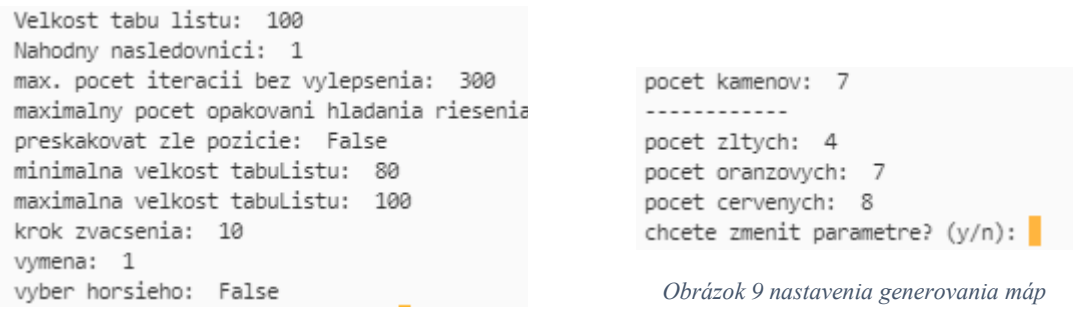 Velkost tabu listu:  100
Nahodny nasledovnici:  1
max. pocet iteracii bez vylepsenia:  300
maximalny pocet opakovani hladania riesenia
preskakovat zle pozicie:  False
minimalna velkost tabuListu:  80
maximalna velkost tabuListu:  100
krok zvacsenia:  10
vymena:  1
vyber horsieho:  False
pocet kamenov:  7
------------
pocet zltych:  4
pocet oranzovych:  7
pocet cervenych:  8
chcete zmenit parametre? (y/n):
Obrázok 9 nastavenia generovania máp